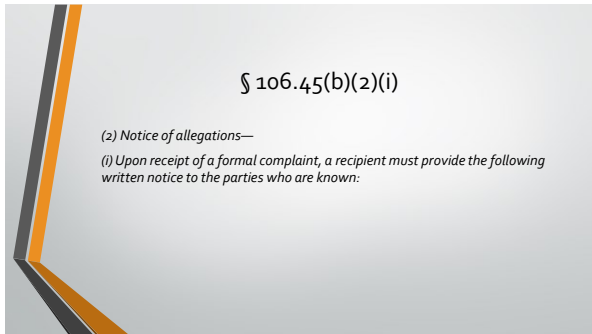 § 106.45(b)(2)(i)
(2) Notice of allegations—
(i) Upon receipt of a formal complaint, a recipient must provide the following
written notice to the parties who are known: